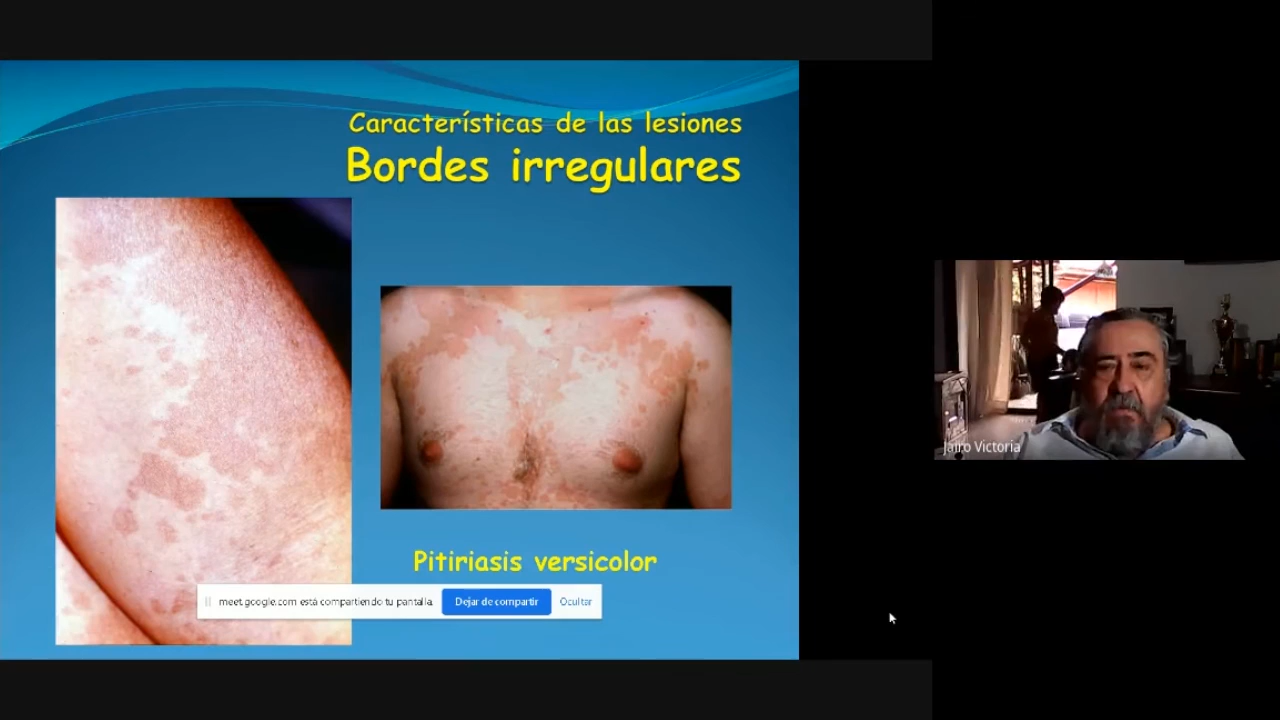 Características de las lesiones
Bordes irregulares
Pitiriasis versicolor
meet.google.com está compartiendo tu pantalla.
Dejar de compartir
Ocultar
Jairo Victoria